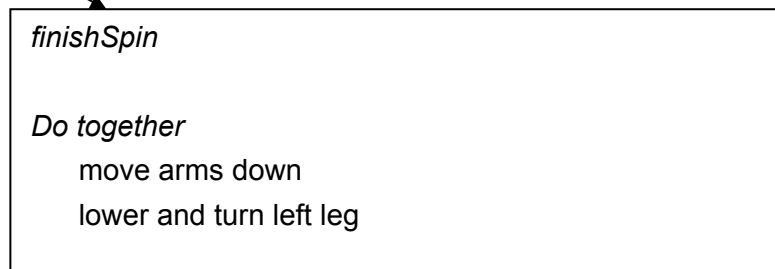 finishSpin
Do together
move arms down
lower and turn left leg